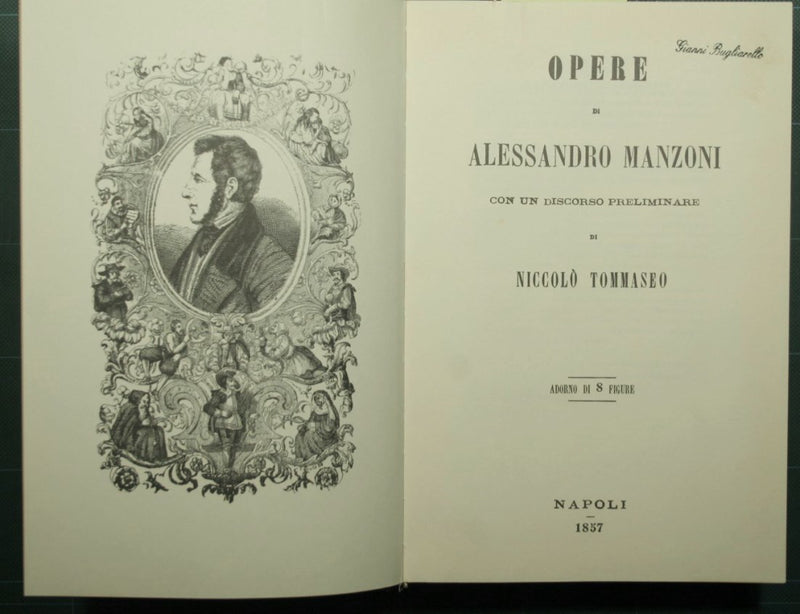 Gianni Bugliarello
OPERE
DI
ALESSANDRO MANZONI
CON UN DISCORSO PRELIMINARE
DI
NICCOLÒ TOMMASEO
ADORNO DI 8 FIGURE
NAPOLI
1857